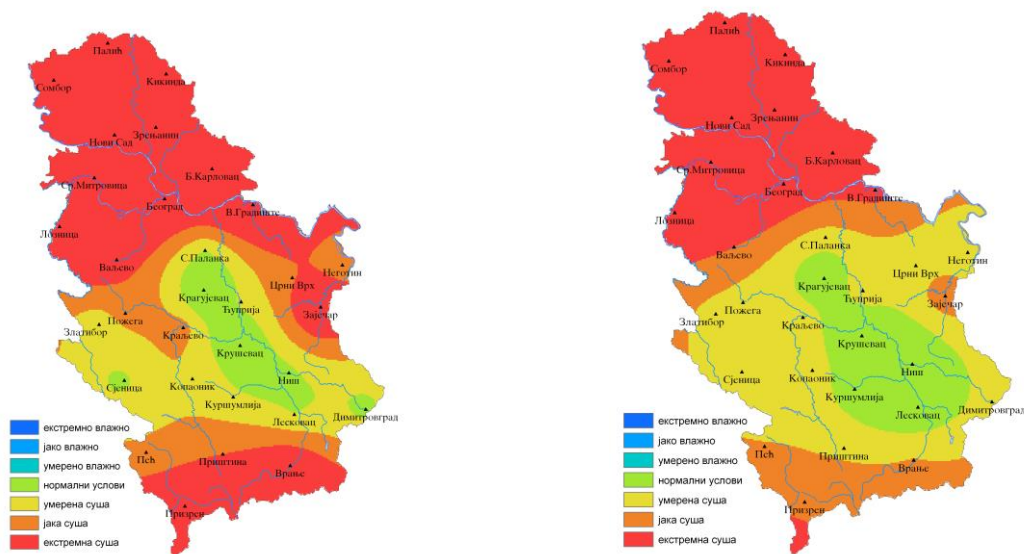 Палић
Кикинда
Сомбор
Нови Сад
Зрењанин
Б.Карловац
Ср.Митровица
Београд
В.Градиште
Лозница
Ваљево
С.Паланка
Неготин
Црни Врх
Крагујевац
Ћуприја
Зајечар
Пожега
Златибор
Краљево
Крушевац
Ниш
Сјеница
Копаоник
Куршумлија
Димитровград
Лесковац
Пећ
Приштина
Врање
Призрен
екстремно влажно
јако влажно
умерено влажно
нормални услови
умерена суша
јака суша
екстремна суша
Палић
Кикинда
Сомбор
Нови Сад
Зрењанин
Б.Карловац
Ср.Митровица
Београд
В.Градиште
Лозница
Ваљево
С.Паланка
Неготин
Црни Врх
Крагујевац
Ћуприја
Зајечар
Пожега
Златибор
Краљево
Крушевац
Ниш
Сјеница
Копаоник
Куршумлија
Димитровград
Лесковац
Пећ
Приштина
Врање
Призрен
екстремно влажно
јако влажно
умерено влажно
нормални услови
умерена суша
јака суша
екстремна суша